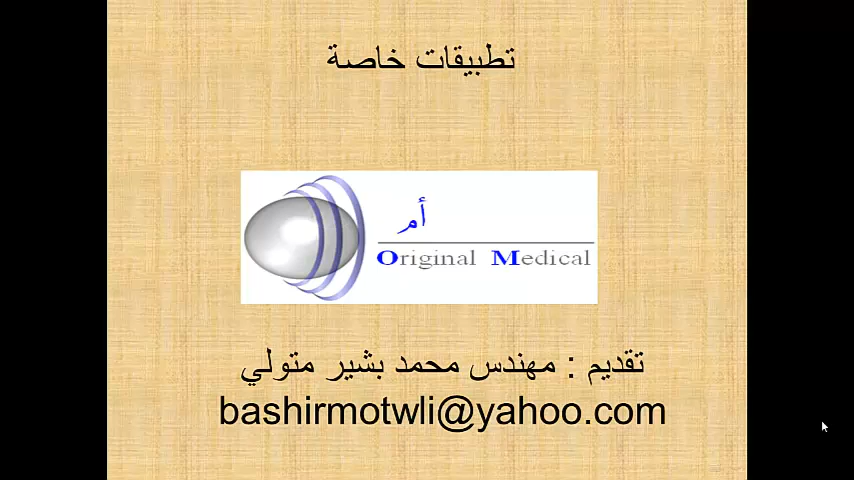 تطبيقات خاصة
أم
Original Medical
تقديم : مهندس محمد بشير متولي
bashirmotwli@yahoo.com